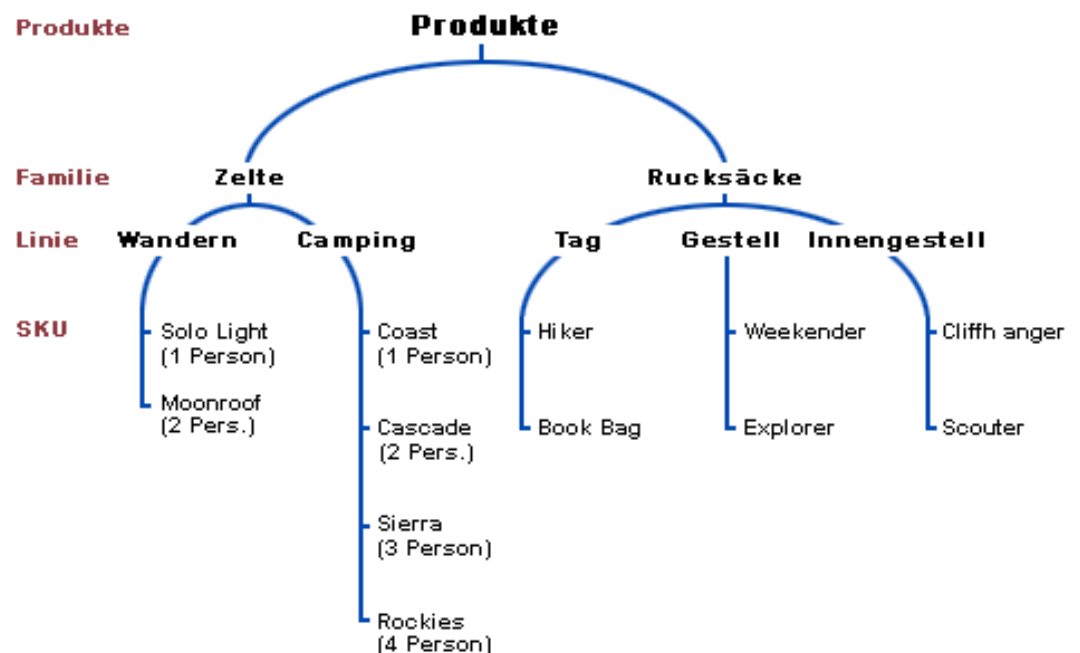 Produkte Produkte
Familie Zelte Rucksäcke
Linie Wandern Camping Tag Gestell Innengestell
SKU Solo Light Coast Hiker Weekender Cliffh anger
(1 Person) (1 Person)
Moonroof
(2 Pers.)
Cascade Book Bag Explorer Scouter
(2 Pers.)
Sierra
(3 Person)
Rockies
(4 Person)